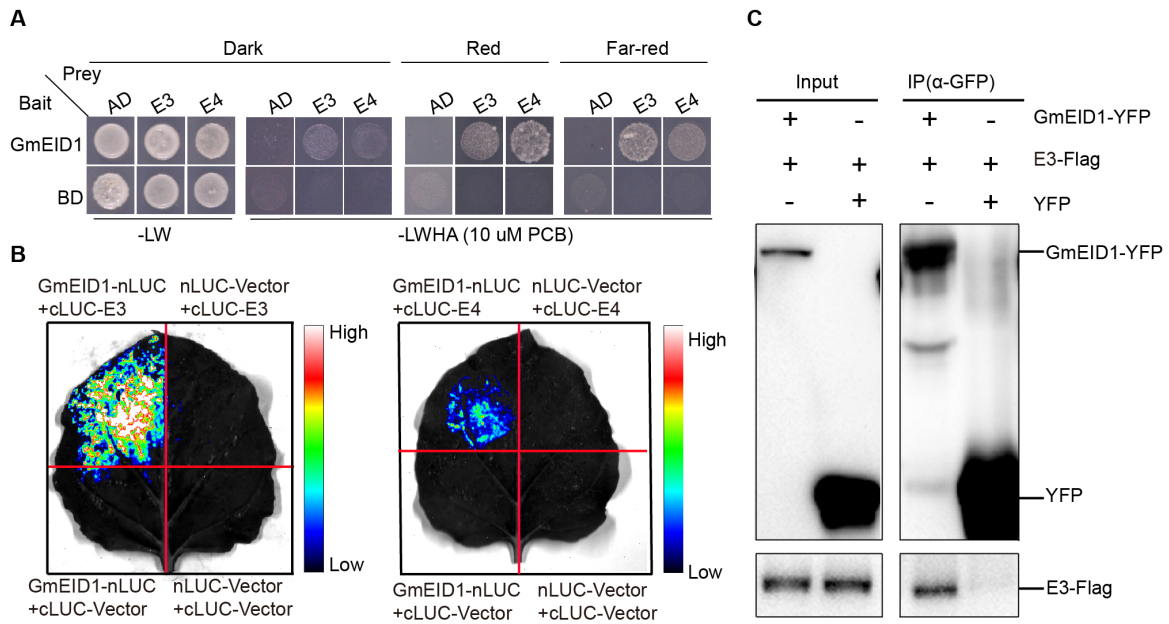 A
Dark
Red
Far-red
Prey
Bait
AD E3 E4 AD E3 E4 AD E3 E4 AD E3 E4
GmEID1
BD
-LW
-LWHA (10 uM PCB)
B
GmEID1-nLUC
+cLUC-E3
nLUC-Vector
+cLUC-E3
High
Low
GmEID1-nLUC
+cLUC-Vector
nLUC-Vector
+cLUC-Vector
GmEID1-nLUC
+cLUC-E4
nLUC-Vector
+cLUC-E4
High
Low
GmEID1-nLUC
+cLUC-Vector
nLUC-Vector
+cLUC-Vector
C
Input
IP(α-GFP)
+ - + - GmEID1-YFP
+ + + + E3-Flag
- + - + YFP
GmEID1-YFP
YFP
E3-Flag